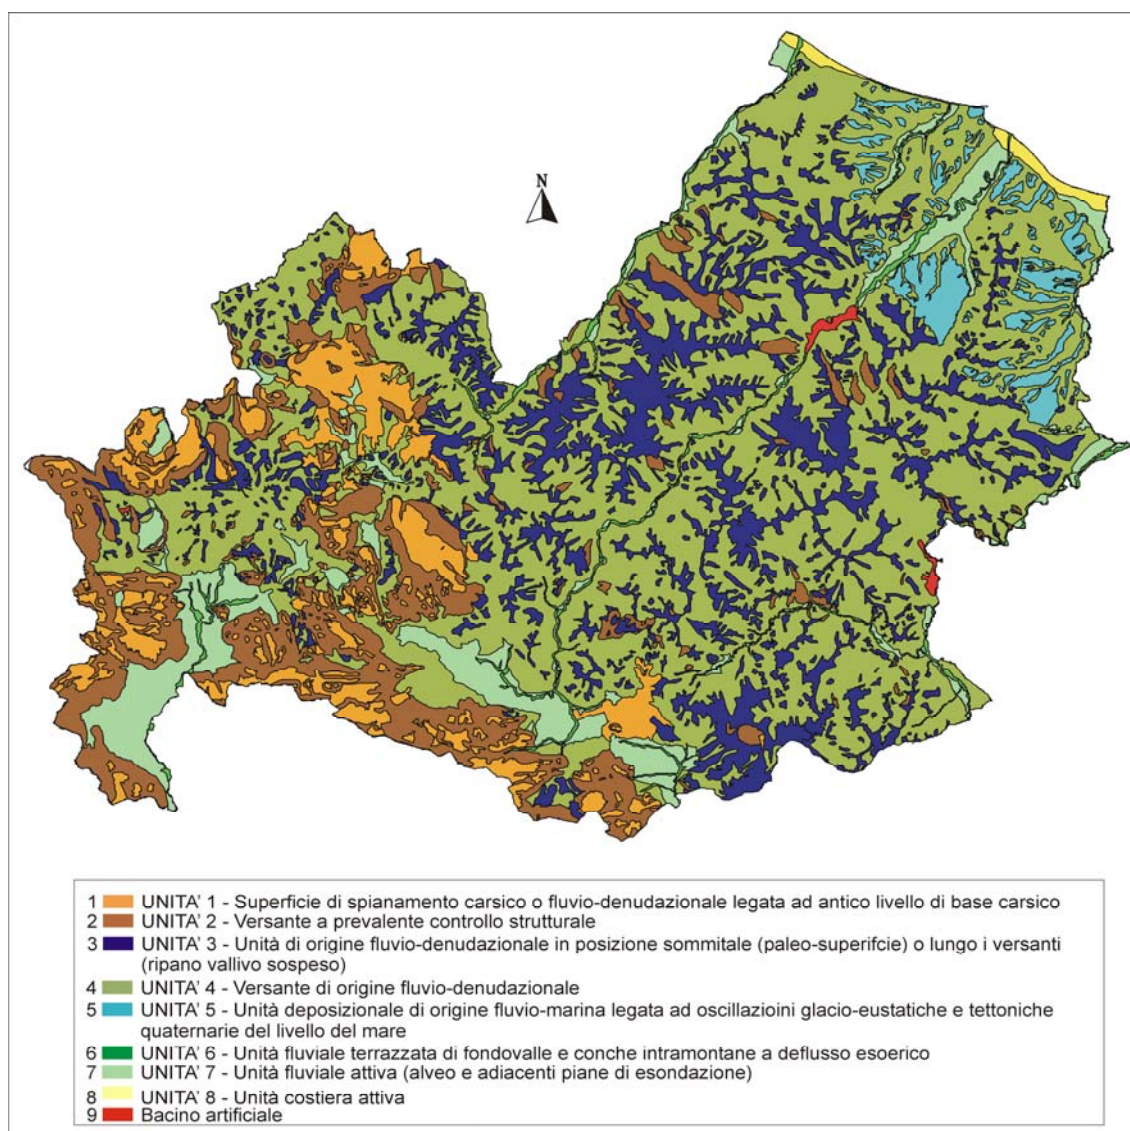 N
1 UNITA' 1 - Superficie di spianamento carsico o fluvio-denudazionale legata ad antico livello di base carsico
2 UNITA' 2 - Versante a prevalente controllo strutturale
3 UNITA' 3 - Unità di origine fluvio-denudazionale in posizione sommitale (paleo-superifcie) o lungo i versanti
(ripano vallivo sospeso)
4 UNITA' 4 - Versante di origine fluvio-denudazionale
5 UNITA' 5 - Unità deposizionale di origine fluvio-marina legata ad oscillazioini glacio-eustatiche e tettoniche
quaternarie del livello del mare
6 UNITA' 6 - Unità fluviale terrazzata di fondovalle e conche intramontane a deflusso esoerico
7 UNITA' 7 - Unità fluviale attiva (alveo e adiacenti piane di esondazione)
8 UNITA' 8 - Unità costiera attiva
9 Bacino artificiale